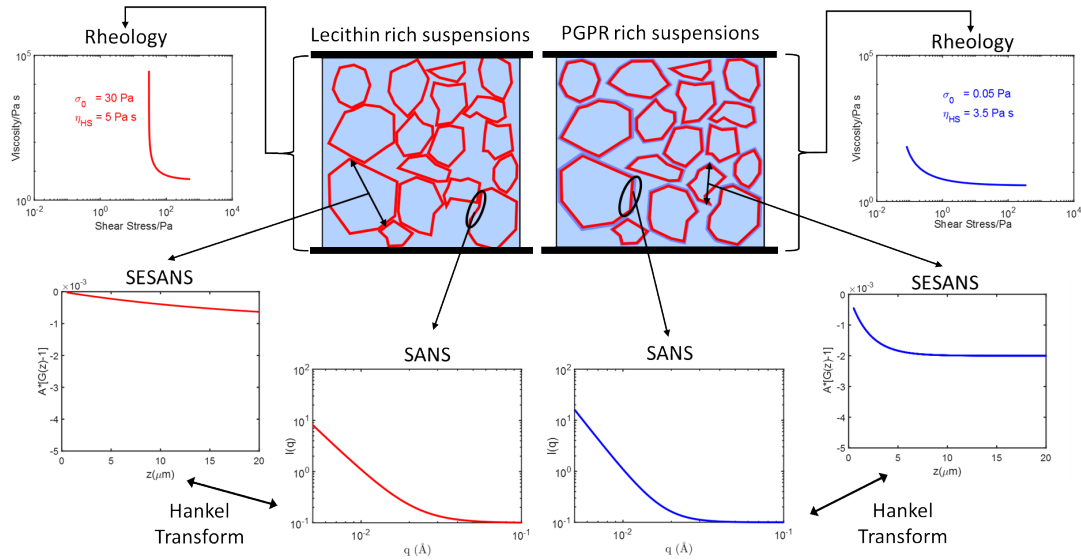 Lecithin rich suspensions
PGPR rich suspensions
Rheology
10^5
Viscosity/Pa s
σ_0 = 30 Pa
η_HS = 5 Pa s
10^0
10^-2
10^0
10^2
10^4
Shear Stress/Pa
Rheology
10^5
Viscosity/Pa s
σ_0 = 0.05 Pa
η_HS = 3.5 Pa s
10^0
10^-2
10^0
10^2
10^4
Shear Stress/Pa
SESANS
×10^-3
0
-1
-2
-3
-4
-5
A*[G(z)-1]
0
5
10
15
20
z(μm)
SANS
10^2
10^1
10^0
10^-1
I(q)
10^-2
10^-1
q (Å)
SANS
10^2
10^1
10^0
10^-1
I(q)
10^-2
10^-1
q (Å)
SESANS
×10^-3
0
-1
-2
-3
-4
-5
A*[G(z)-1]
0
5
10
15
20
z(μm)
Hankel
Transform
Hankel
Transform